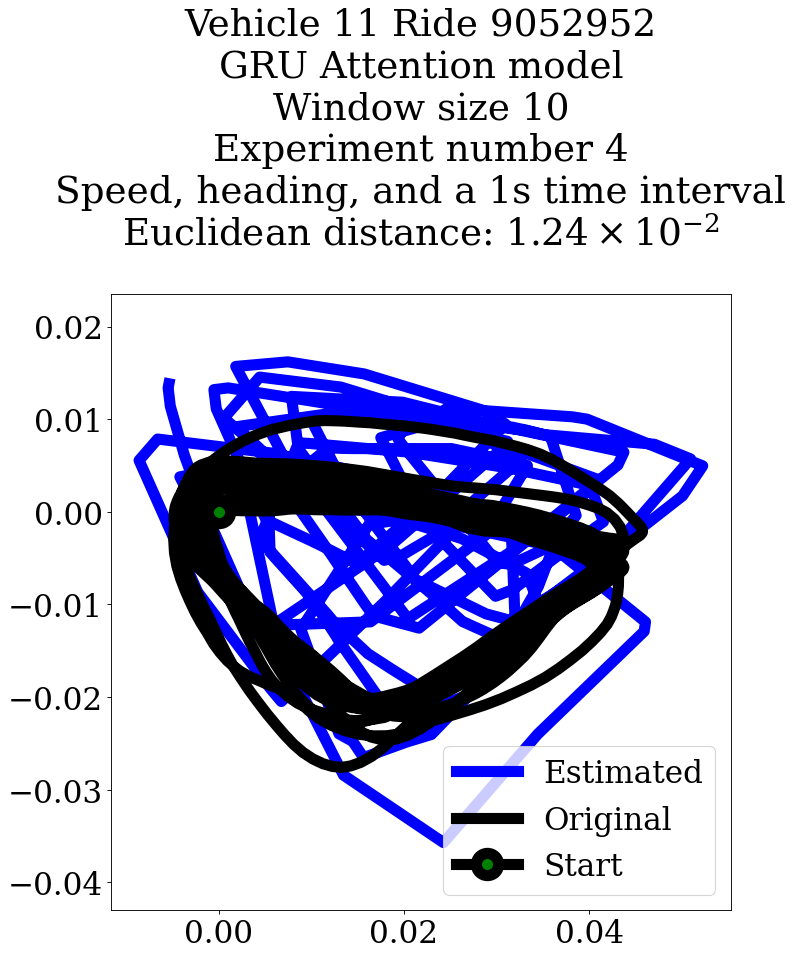 Vehicle 11 Ride 9052952
GRU Attention model
Window size 10
Experiment number 4
Speed, heading, and a 1s time interval
Euclidean distance: 1.24 × 10⁻²
0.02
0.01
0.00
−0.01
−0.02
−0.03
−0.04
Estimated
Original
Start
0.00 0.02 0.04